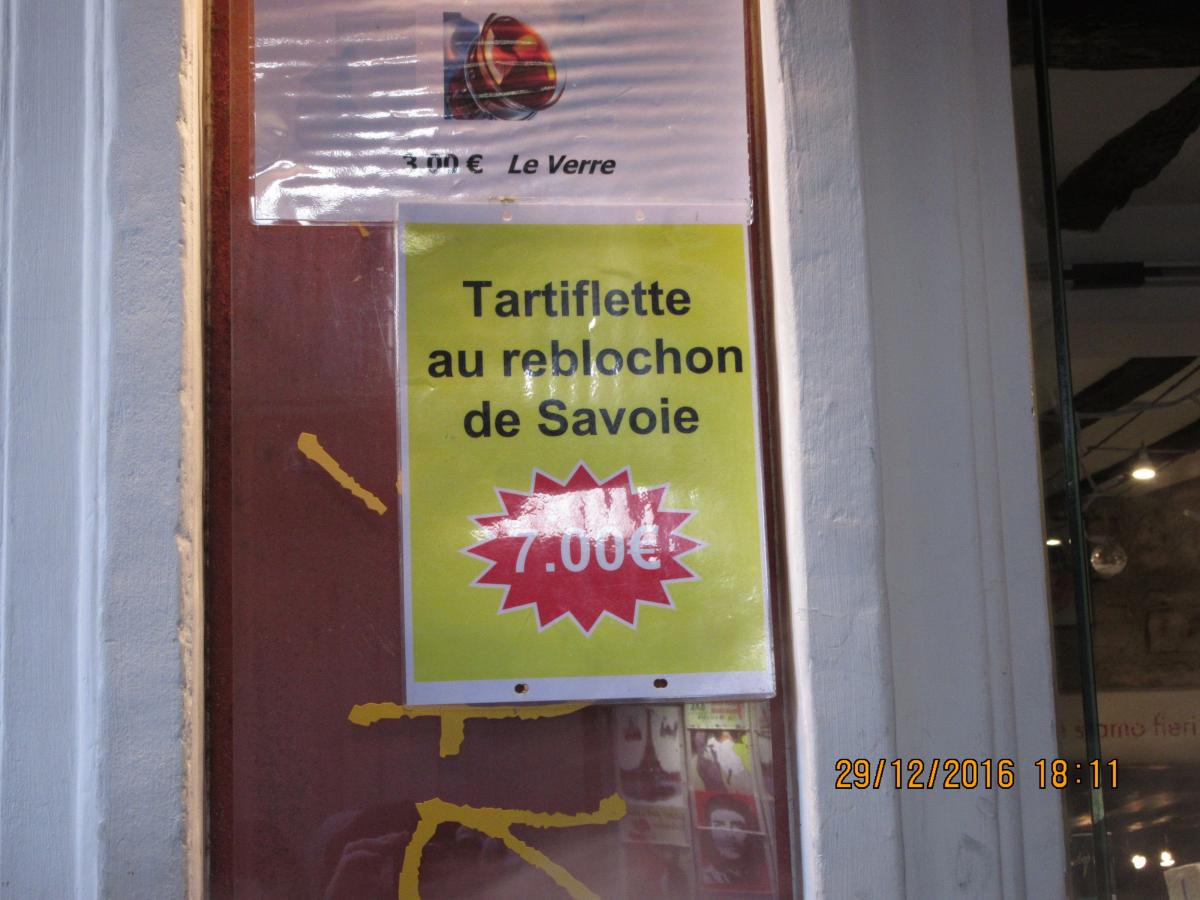 3.00 € Le Verre
Tartiflette
au reblochon
de Savoie
7.00€
29/12/2016 18:11